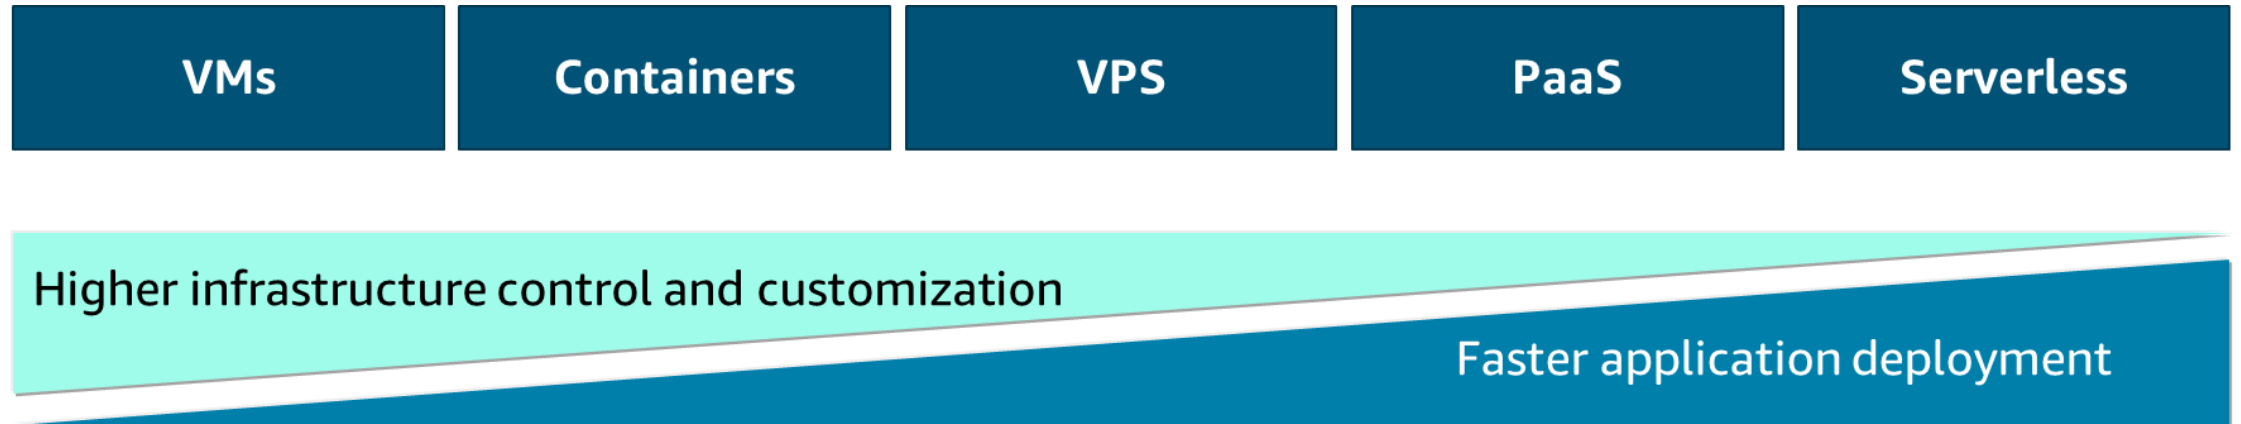 VMs
Containers
VPS
PaaS
Serverless
Higher infrastructure control and customization
Faster application deployment